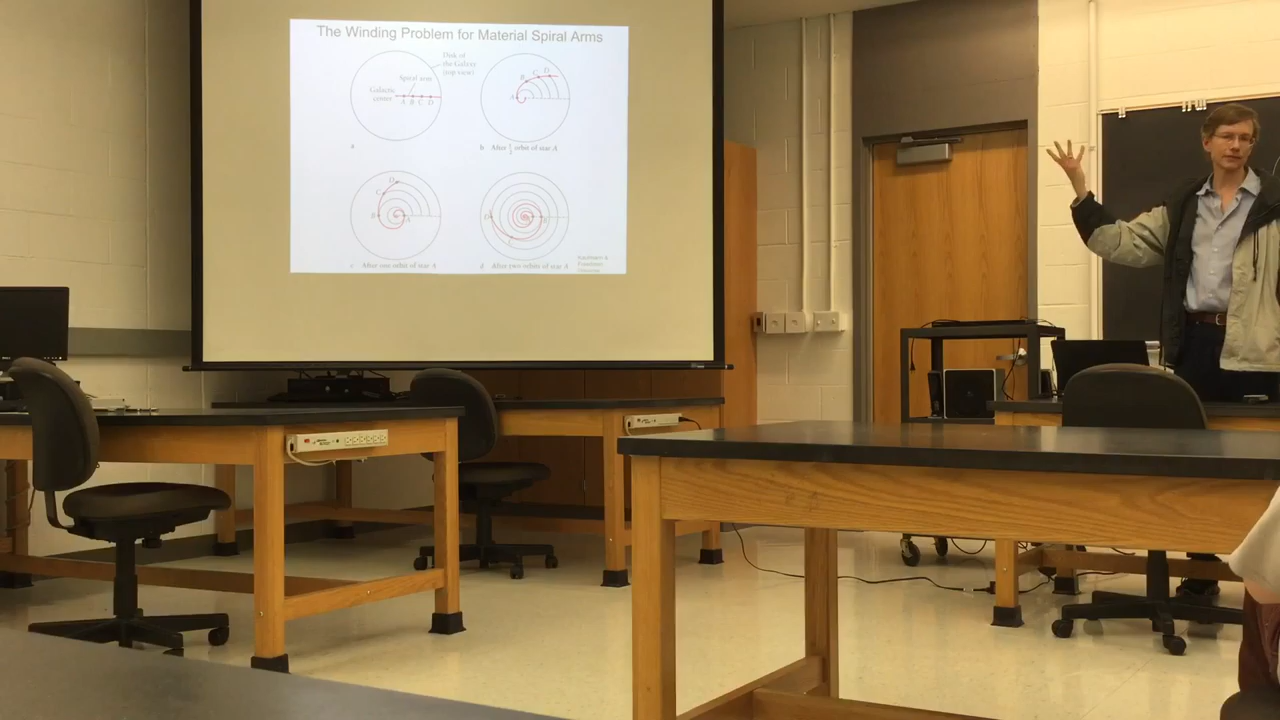 The Winding Problem for Material Spiral Arms
Disk of
the Galaxy
(top view)
Spiral arm
Galactic
center
A B C D
a
A B C D
b After ½ orbit of star A
D
C
B A
c After one orbit of star A
D
C
d After two orbits of star A